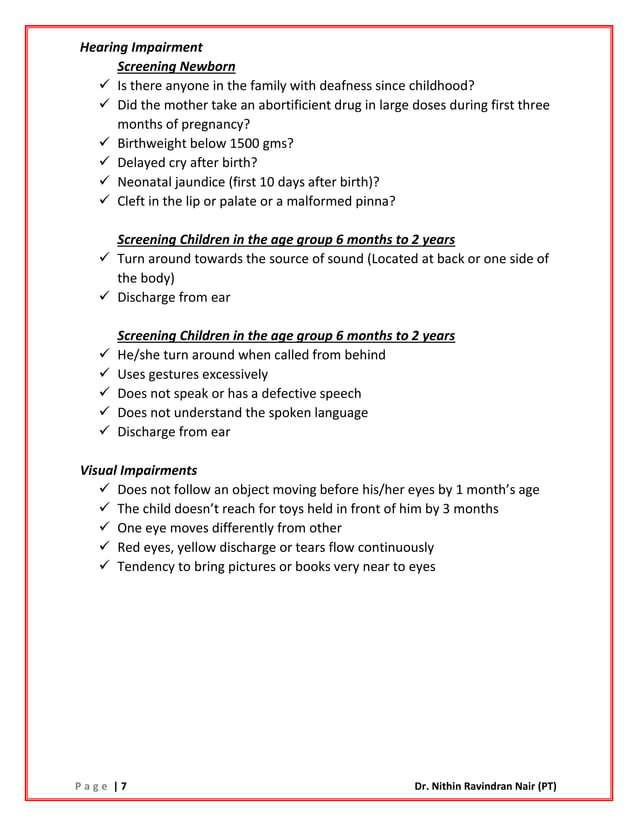 Hearing Impairment
Screening Newborn
✓ Is there anyone in the family with deafness since childhood?
✓ Did the mother take an abortificient drug in large doses during first three
months of pregnancy?
✓ Birthweight below 1500 gms?
✓ Delayed cry after birth?
✓ Neonatal jaundice (first 10 days after birth)?
✓ Cleft in the lip or palate or a malformed pinna?
Screening Children in the age group 6 months to 2 years
✓ Turn around towards the source of sound (Located at back or one side of
the body)
✓ Discharge from ear
Screening Children in the age group 6 months to 2 years
✓ He/she turn around when called from behind
✓ Uses gestures excessively
✓ Does not speak or has a defective speech
✓ Does not understand the spoken language
✓ Discharge from ear
Visual Impairments
✓ Does not follow an object moving before his/her eyes by 1 month’s age
✓ The child doesn’t reach for toys held in front of him by 3 months
✓ One eye moves differently from other
✓ Red eyes, yellow discharge or tears flow continuously
✓ Tendency to bring pictures or books very near to eyes
Page | 7 Dr. Nithin Ravindran Nair (PT)